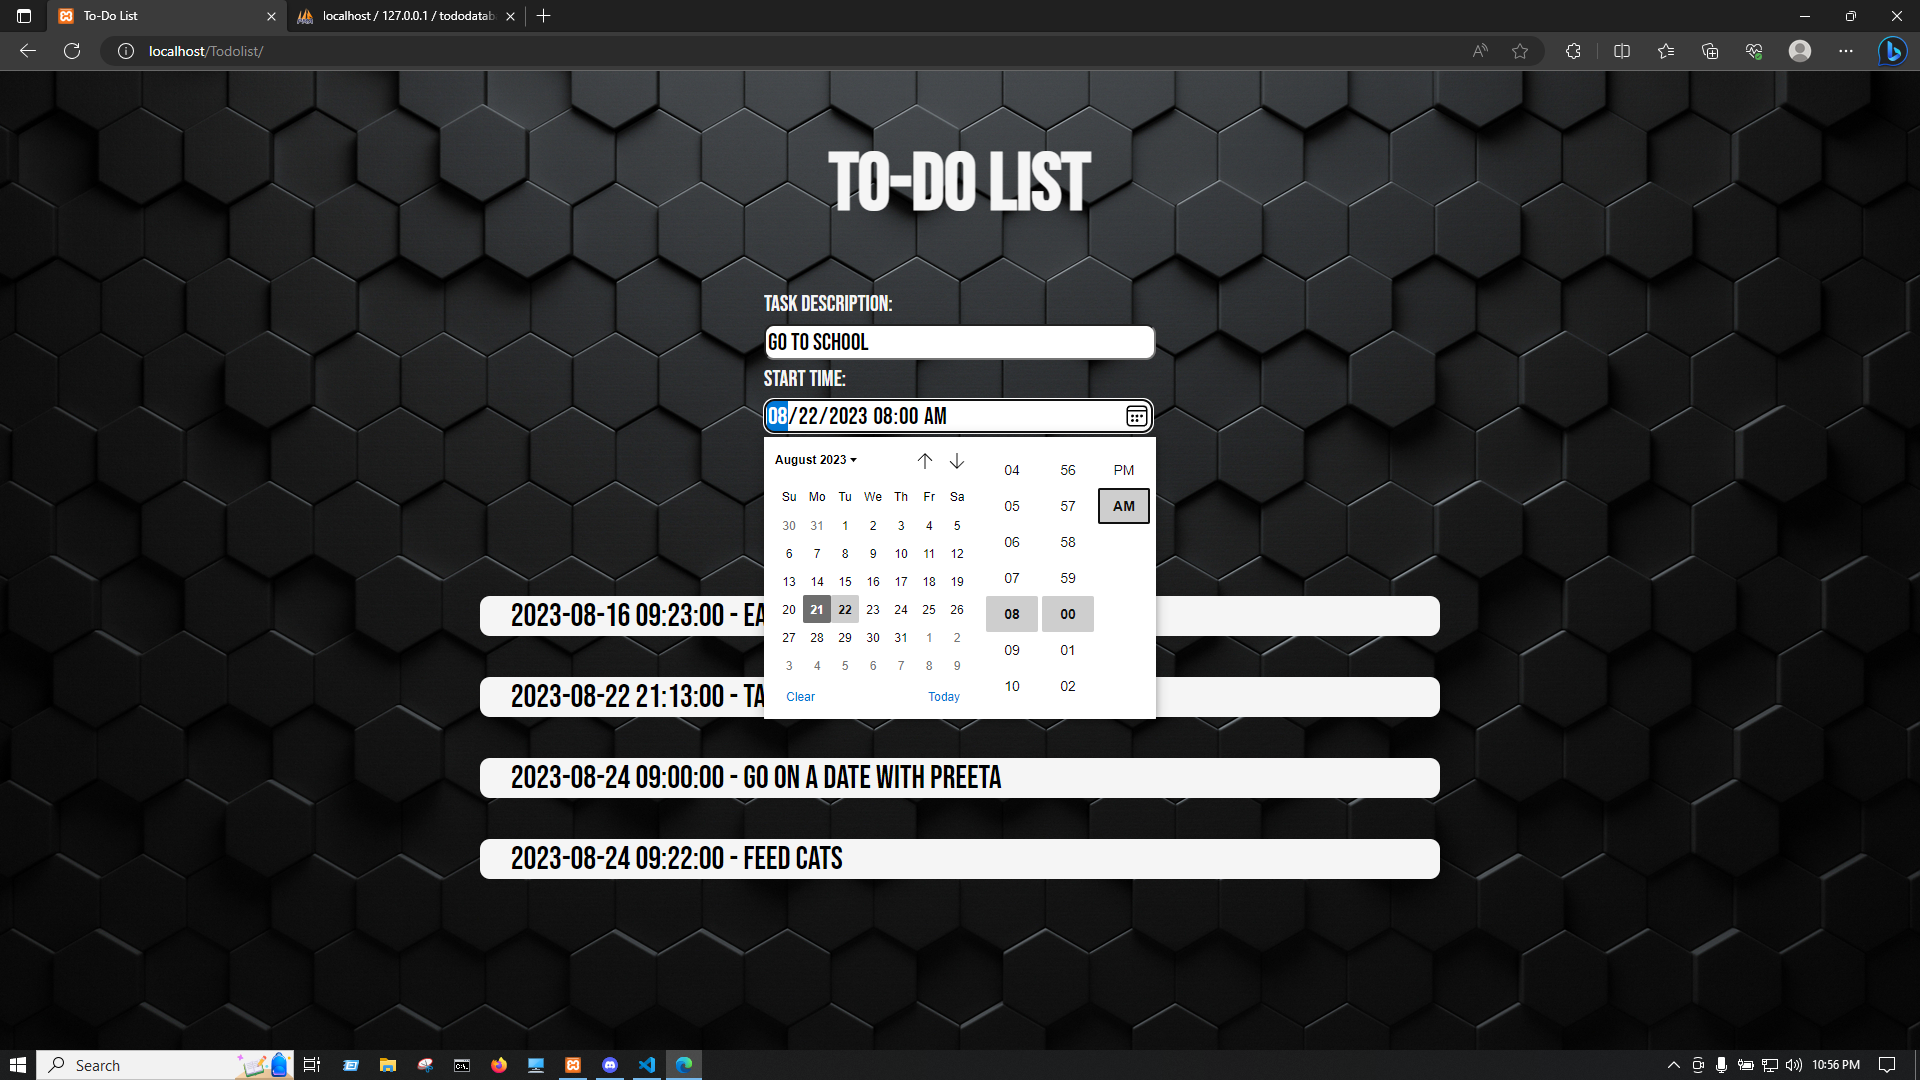 To-Do List
localhost / 127.0.0.1 / tododatab
localhost/Todolist/
TO-DO LIST
TASK DESCRIPTION:
GO TO SCHOOL
START TIME:
08/22/2023 08:00 AM
August 2023
Su Mo Tu We Th Fr Sa
30 31 1 2 3 4 5
6 7 8 9 10 11 12
13 14 15 16 17 18 19
20 21 22 23 24 25 26
27 28 29 30 31 1 2
3 4 5 6 7 8 9
Clear Today
04 56 PM
05 57 AM
06 58
07 59
08 00
09 01
10 02
2023-08-16 09:23:00 - EA
2023-08-22 21:13:00 - TA
2023-08-24 09:00:00 - GO ON A DATE WITH PREETA
2023-08-24 09:22:00 - FEED CATS
Search
10:56 PM